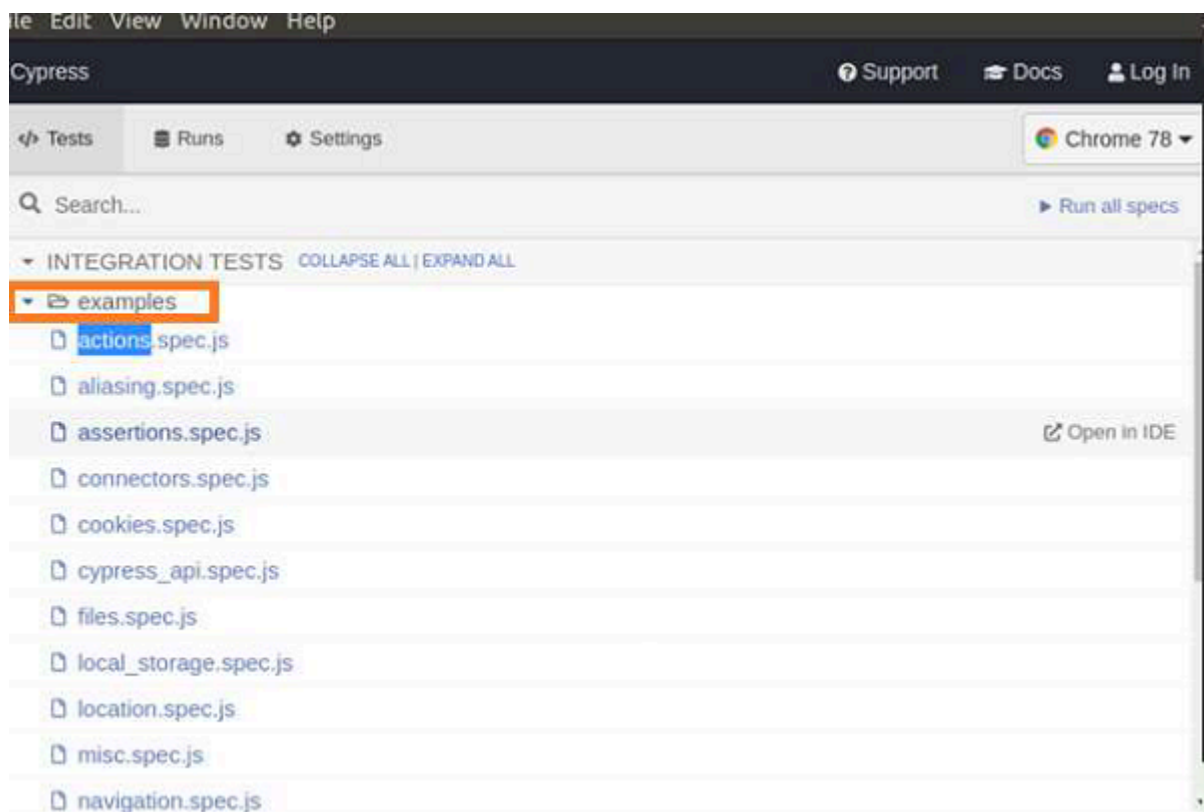 le Edit View Window Help
Cypress Support Docs Log In
</> Tests Runs Settings Chrome 78
Search... Run all specs
INTEGRATION TESTS COLLAPSE ALL | EXPAND ALL
examples
actions.spec.js
aliasing.spec.js
assertions.spec.js Open in IDE
connectors.spec.js
cookies.spec.js
cypress_api.spec.js
files.spec.js
local_storage.spec.js
location.spec.js
misc.spec.js
navigation.spec.js